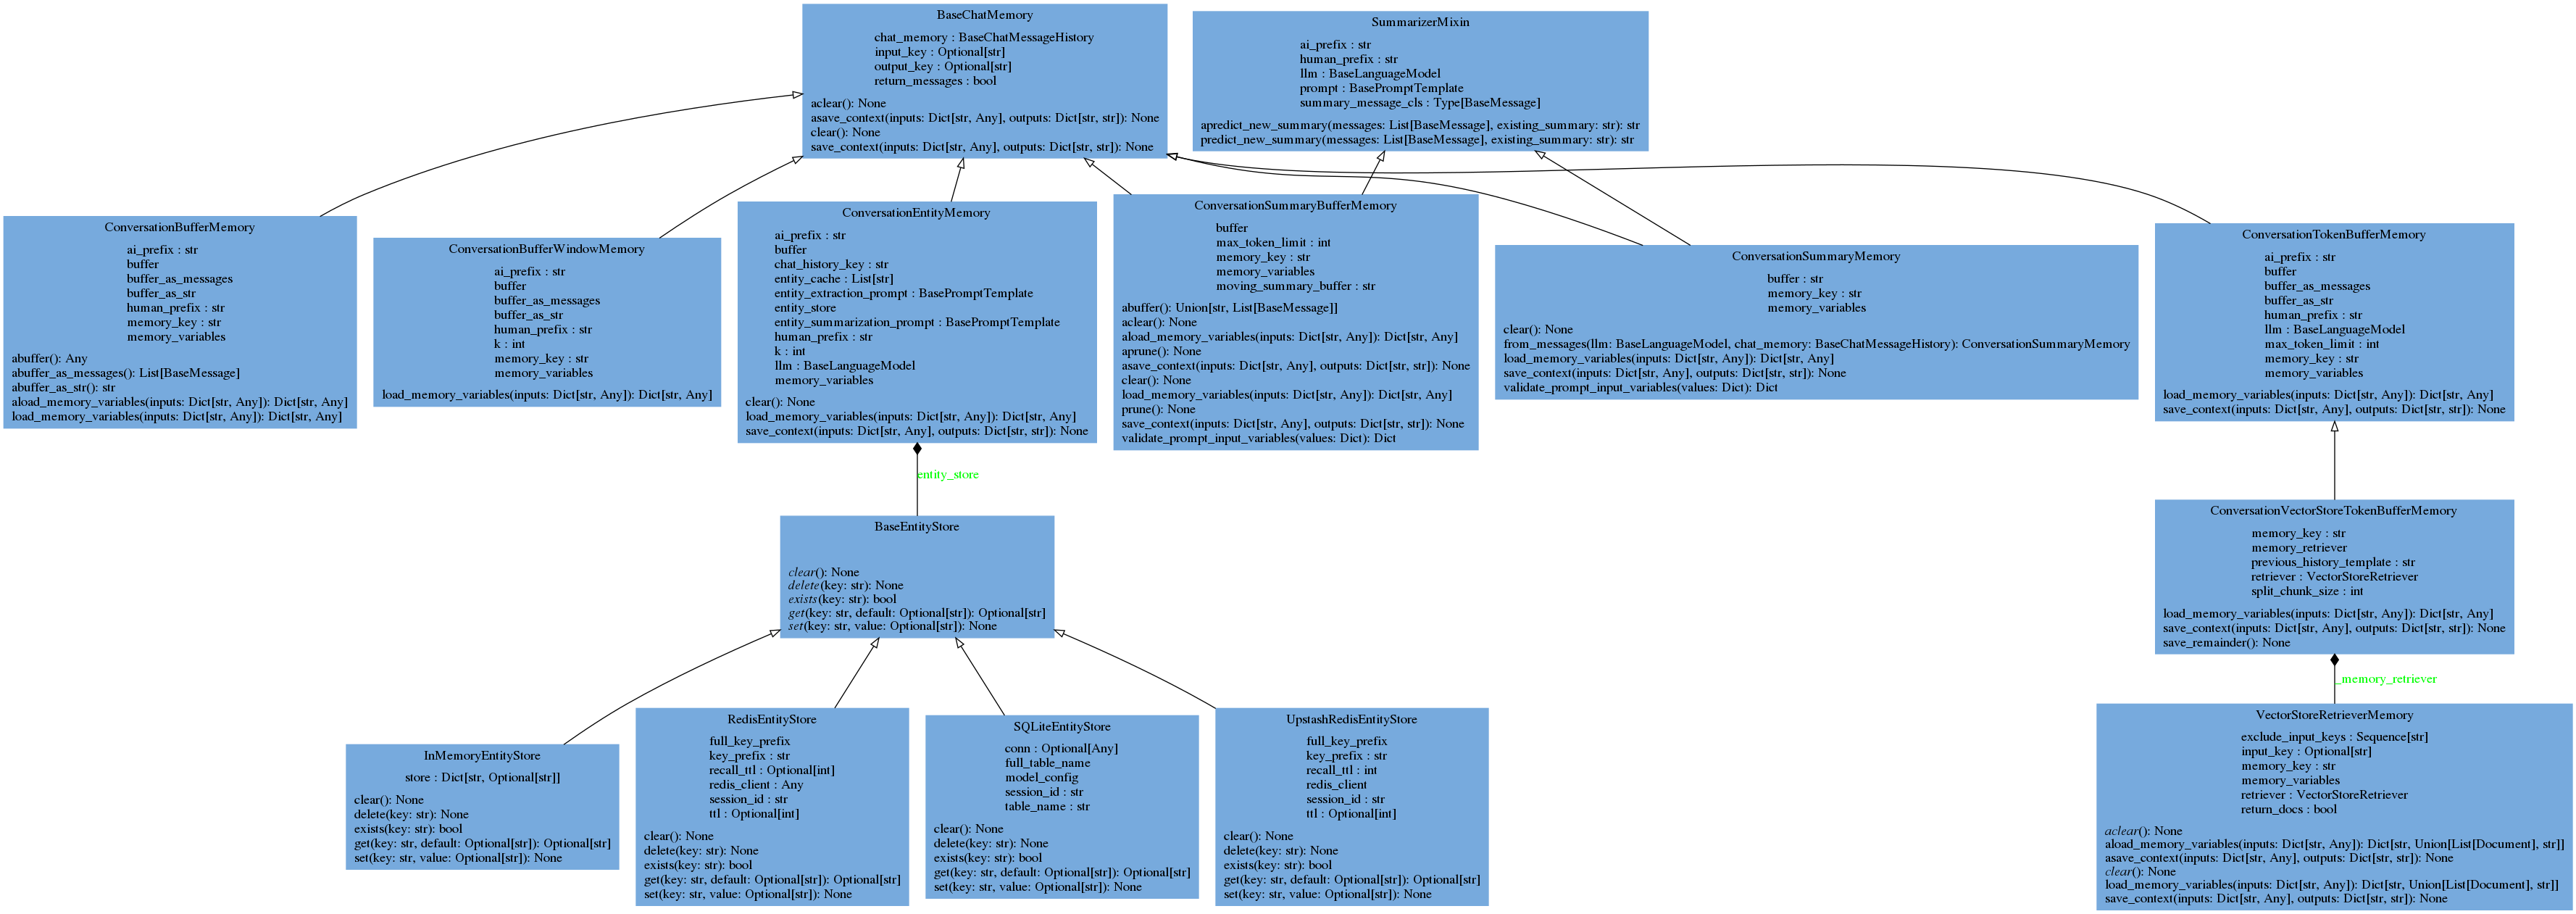 BaseChatMemory
chat_memory : BaseChatMessageHistory
input_key : Optional[str]
output_key : Optional[str]
return_messages : bool
aclear(): None
asave_context(inputs: Dict[str, Any], outputs: Dict[str, str]): None
clear(): None
save_context(inputs: Dict[str, Any], outputs: Dict[str, str]): None
SummarizerMixin
ai_prefix : str
human_prefix : str
llm : BaseLanguageModel
prompt : BasePromptTemplate
summary_message_cls : Type[BaseMessage]
apredict_new_summary(messages: List[BaseMessage], existing_summary: str): str
predict_new_summary(messages: List[BaseMessage], existing_summary: str): str
ConversationBufferMemory
ai_prefix : str
buffer
buffer_as_messages
buffer_as_str
human_prefix : str
memory_key : str
memory_variables
abuffer(): Any
abuffer_as_messages(): List[BaseMessage]
abuffer_as_str(): str
aload_memory_variables(inputs: Dict[str, Any]): Dict[str, Any]
load_memory_variables(inputs: Dict[str, Any]): Dict[str, Any]
ConversationBufferWindowMemory
ai_prefix : str
buffer
buffer_as_messages
buffer_as_str
human_prefix : str
k : int
memory_key : str
memory_variables
load_memory_variables(inputs: Dict[str, Any]): Dict[str, Any]
ConversationEntityMemory
ai_prefix : str
buffer
chat_history_key : str
entity_cache : List[str]
entity_extraction_prompt : BasePromptTemplate
entity_store
entity_summarization_prompt : BasePromptTemplate
human_prefix : str
k : int
llm : BaseLanguageModel
memory_variables
clear(): None
load_memory_variables(inputs: Dict[str, Any]): Dict[str, Any]
save_context(inputs: Dict[str, Any], outputs: Dict[str, str]): None
ConversationSummaryBufferMemory
buffer
max_token_limit : int
memory_key : str
memory_variables
moving_summary_buffer : str
abuffer(): Union[str, List[BaseMessage]]
aclear(): None
aload_memory_variables(inputs: Dict[str, Any]): Dict[str, Any]
aprune(): None
asave_context(inputs: Dict[str, Any], outputs: Dict[str, str]): None
clear(): None
load_memory_variables(inputs: Dict[str, Any]): Dict[str, Any]
prune(): None
save_context(inputs: Dict[str, Any], outputs: Dict[str, str]): None
validate_prompt_input_variables(values: Dict): Dict
ConversationSummaryMemory
buffer : str
memory_key : str
memory_variables
clear(): None
from_messages(llm: BaseLanguageModel, chat_memory: BaseChatMessageHistory): ConversationSummaryMemory
load_memory_variables(inputs: Dict[str, Any]): Dict[str, Any]
save_context(inputs: Dict[str, Any], outputs: Dict[str, str]): None
validate_prompt_input_variables(values: Dict): Dict
ConversationTokenBufferMemory
ai_prefix : str
buffer
buffer_as_messages
buffer_as_str
human_prefix : str
llm : BaseLanguageModel
max_token_limit : int
memory_key : str
memory_variables
load_memory_variables(inputs: Dict[str, Any]): Dict[str, Any]
save_context(inputs: Dict[str, Any], outputs: Dict[str, str]): None
entity_store
BaseEntityStore
clear(): None
delete(key: str): None
exists(key: str): bool
get(key: str, default: Optional[str]): Optional[str]
set(key: str, value: Optional[str]): None
ConversationVectorStoreTokenBufferMemory
memory_key : str
memory_retriever
previous_history_template : str
retriever : VectorStoreRetriever
split_chunk_size : int
load_memory_variables(inputs: Dict[str, Any]): Dict[str, Any]
save_context(inputs: Dict[str, Any], outputs: Dict[str, str]): None
save_remainder(): None
_memory_retriever
InMemoryEntityStore
store : Dict[str, Optional[str]]
clear(): None
delete(key: str): None
exists(key: str): bool
get(key: str, default: Optional[str]): Optional[str]
set(key: str, value: Optional[str]): None
RedisEntityStore
full_key_prefix
key_prefix : str
recall_ttl : Optional[int]
redis_client : Any
session_id : str
ttl : Optional[int]
clear(): None
delete(key: str): None
exists(key: str): bool
get(key: str, default: Optional[str]): Optional[str]
set(key: str, value: Optional[str]): None
SQLiteEntityStore
conn : Optional[Any]
full_table_name
model_config
session_id : str
table_name : str
clear(): None
delete(key: str): None
exists(key: str): bool
get(key: str, default: Optional[str]): Optional[str]
set(key: str, value: Optional[str]): None
UpstashRedisEntityStore
full_key_prefix
key_prefix : str
recall_ttl : int
redis_client
session_id : str
ttl : Optional[int]
clear(): None
delete(key: str): None
exists(key: str): bool
get(key: str, default: Optional[str]): Optional[str]
set(key: str, value: Optional[str]): None
VectorStoreRetrieverMemory
exclude_input_keys : Sequence[str]
input_key : Optional[str]
memory_key : str
memory_variables
retriever : VectorStoreRetriever
return_docs : bool
aclear(): None
aload_memory_variables(inputs: Dict[str, Any]): Dict[str, Union[List[Document], str]]
asave_context(inputs: Dict[str, Any], outputs: Dict[str, str]): None
clear(): None
load_memory_variables(inputs: Dict[str, Any]): Dict[str, Union[List[Document], str]]
save_context(inputs: Dict[str, Any], outputs: Dict[str, str]): None